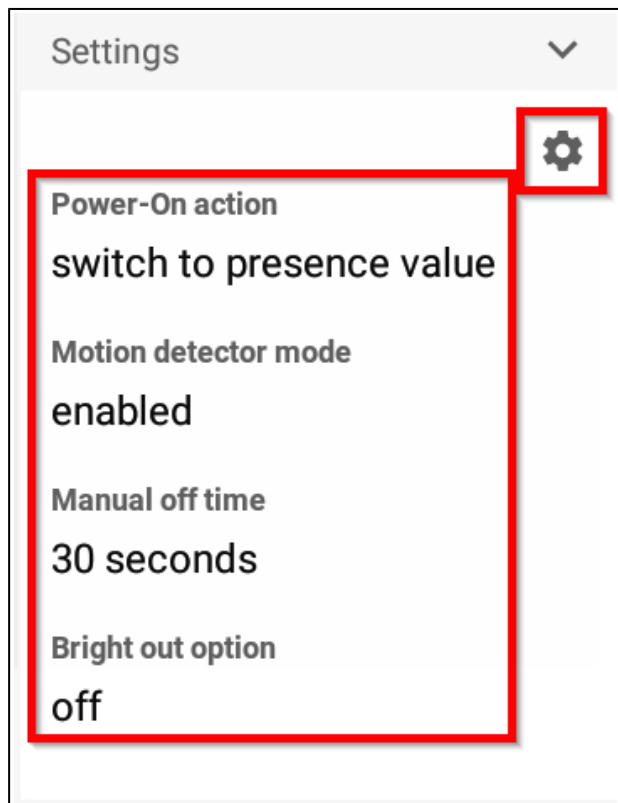 Settings
Power-On action
switch to presence value
Motion detector mode
enabled
Manual off time
30 seconds
Bright out option
off